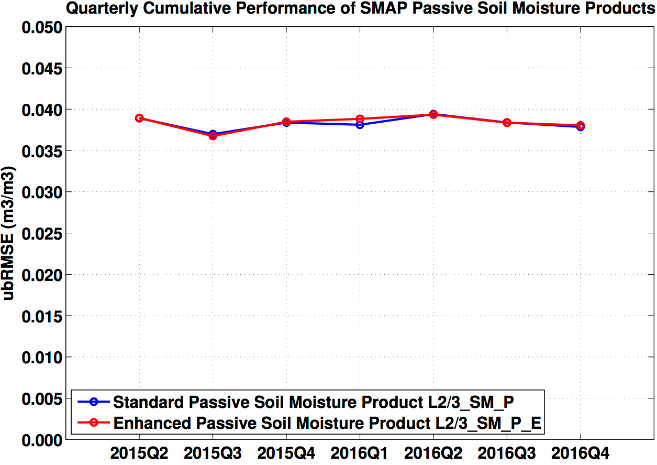 Quarterly Cumulative Performance of SMAP Passive Soil Moisture Products
0.050
0.045
0.040
0.035
0.030
0.025
0.020
0.015
0.010
0.005
0.000
ubRMSE (m3/m3)
Standard Passive Soil Moisture Product L2/3_SM_P
Enhanced Passive Soil Moisture Product L2/3_SM_P_E
2015Q2 2015Q3 2015Q4 2016Q1 2016Q2 2016Q3 2016Q4